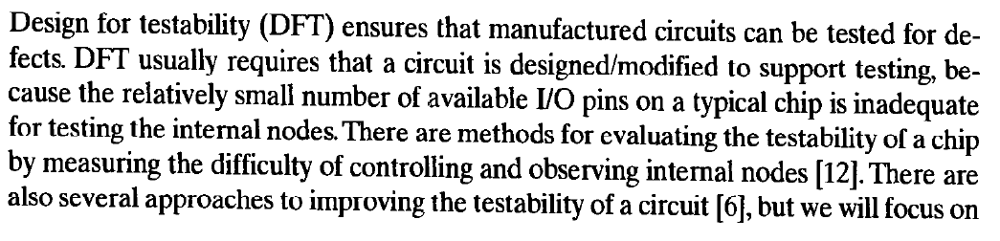 Design for testability (DFT) ensures that manufactured circuits can be tested for de-
fects. DFT usually requires that a circuit is designed/modified to support testing, be-
cause the relatively small number of available I/O pins on a typical chip is inadequate
for testing the internal nodes. There are methods for evaluating the testability of a chip
by measuring the difficulty of controlling and observing internal nodes [12]. There are
also several approaches to improving the testability of a circuit [6], but we will focus on